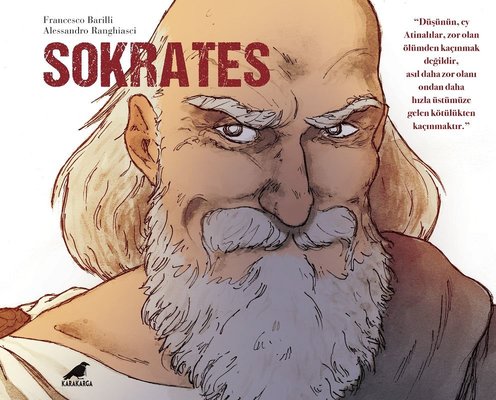 Francesco Barilli
Alessandro Ranghiasci
SOKRATES
“Düşünün, ey
Atinalılar, zor olan
ölümden kaçınmak
değildir,
asıl daha zor olanı
ondan daha
hızla üstümüze
gelen kötülükten
kaçınmaktır.”
KARAKARGA